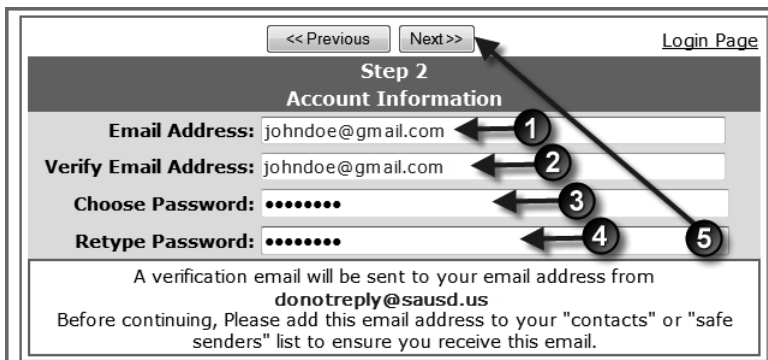 << Previous Next >> Login Page
Step 2
Account Information
Email Address: johndoe@gmail.com 1
Verify Email Address: johndoe@gmail.com 2
Choose Password: •••••••• 3
Retype Password: •••••••• 4 5
A verification email will be sent to your email address from
donotreply@sausd.us
Before continuing, Please add this email address to your "contacts" or "safe
senders" list to ensure you receive this email.